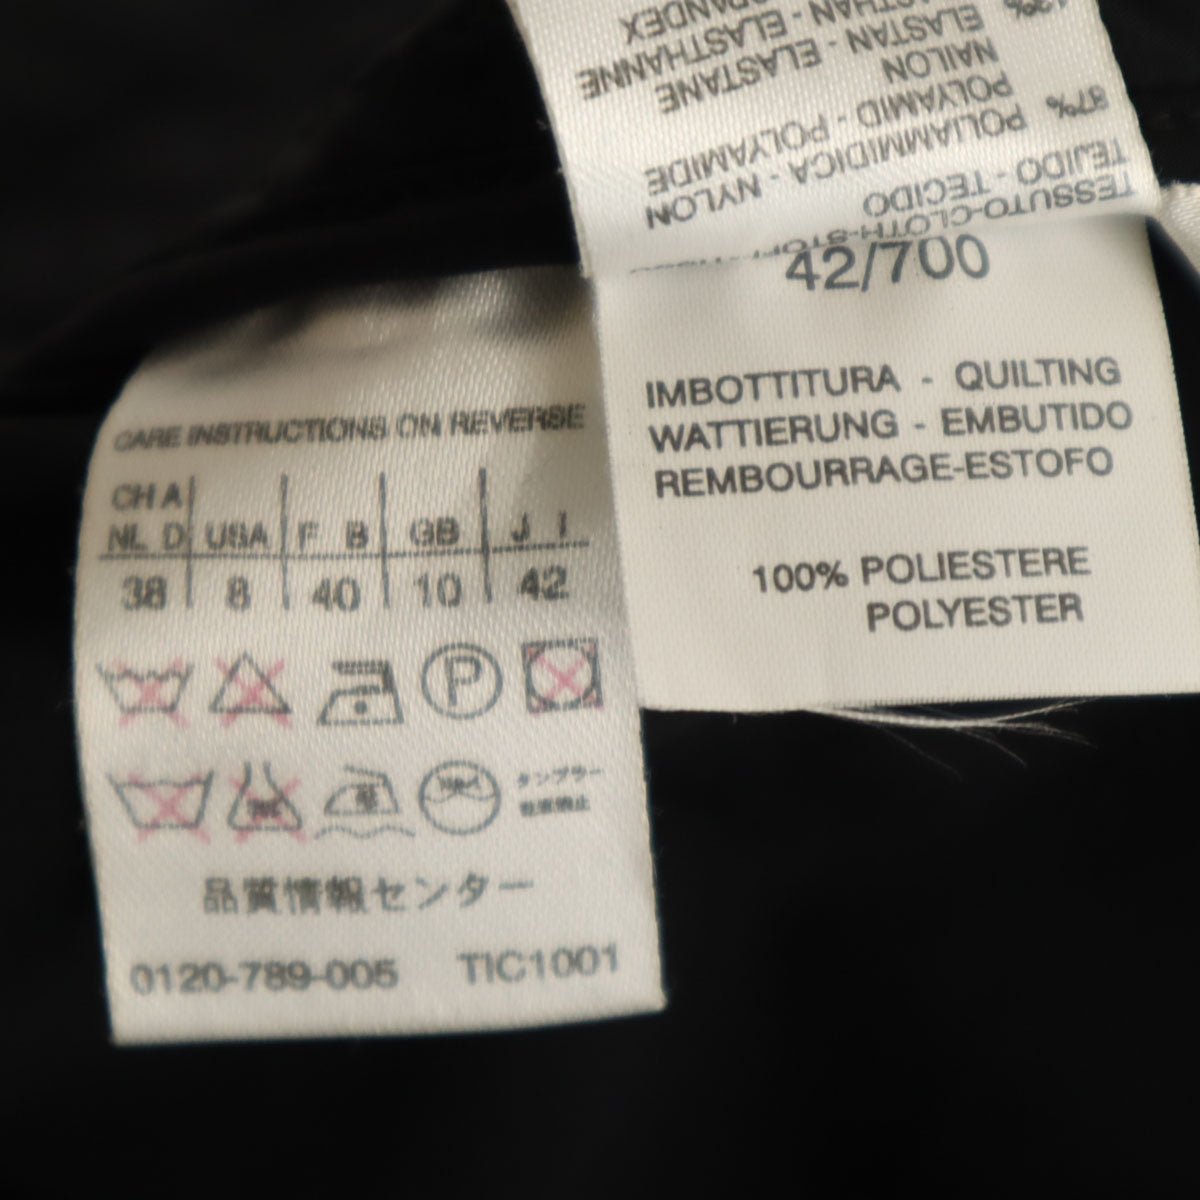 SPANDEX
ELASTHAN - ELASTHANNE
ELASTAN - ELASTANE
NAILON
POLYAMID - POLYAMIDE
87% POLIAMMIDICA - NYLON
TEJIDO - TECIDO
TESSUTO-CLOTH-STOFF
42/700
IMBOTTITURA - QUILTING
WATTIERUNG - EMBUTIDO
REMBOURRAGE-ESTOFO
100% POLIESTERE
POLYESTER
CARE INSTRUCTIONS ON REVERSE
CH A
NL D USA F B GB J I
38 8 40 10 42
P
タンブラー
乾燥禁止
品質情報センター
0120-789-005 TIC1001